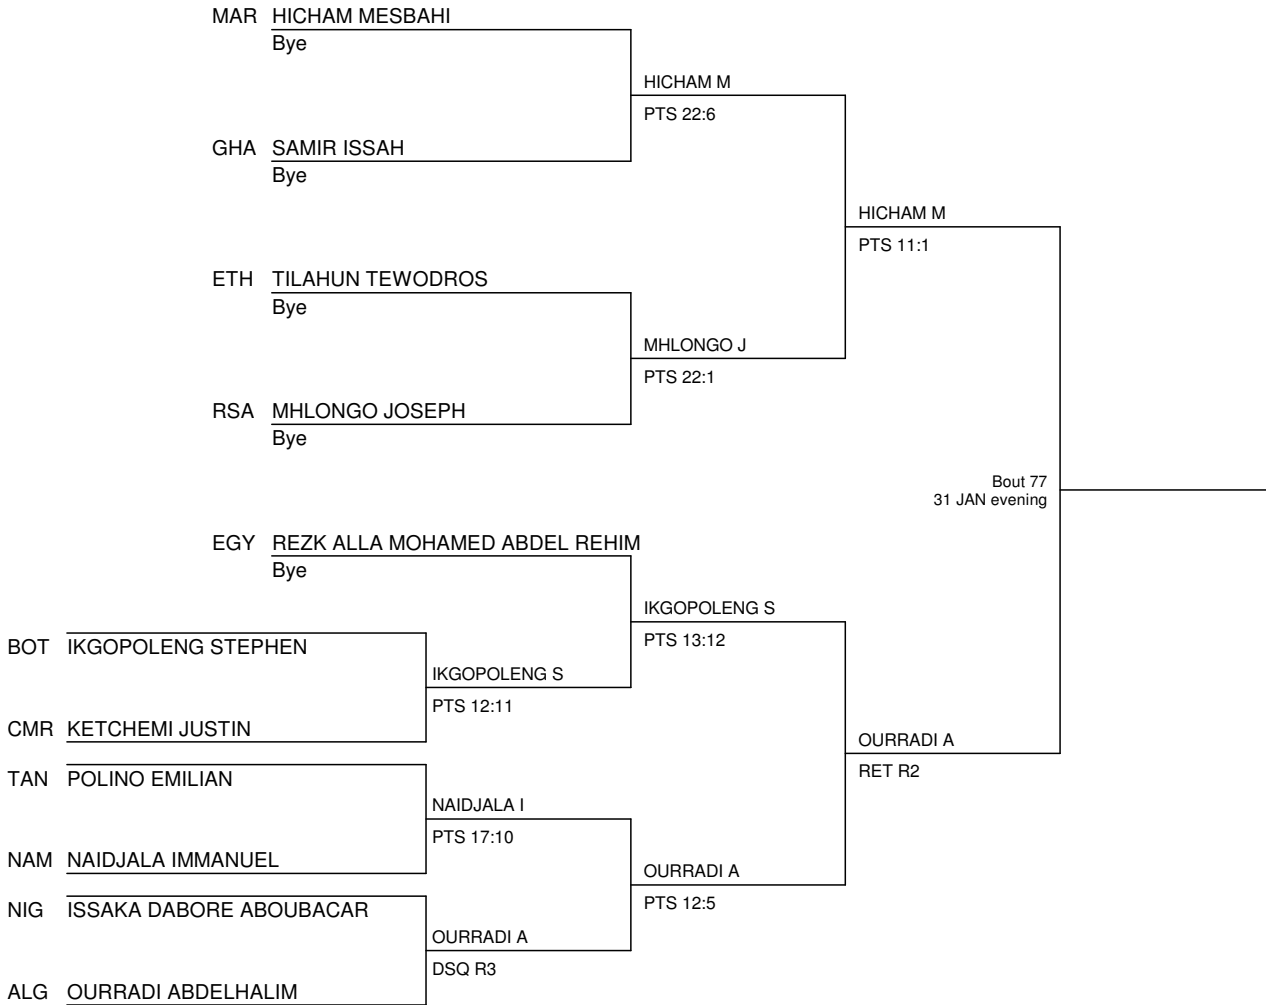 MAR HICHAM MESBAHI
Bye
HICHAM M
PTS 22:6
GHA SAMIR ISSAH
Bye
HICHAM M
PTS 11:1
ETH TILAHUN TEWODROS
Bye
MHLONGO J
PTS 22:1
RSA MHLONGO JOSEPH
Bye
Bout 77
31 JAN evening
EGY REZK ALLA MOHAMED ABDEL REHIM
Bye
IKGOPOLENG S
PTS 13:12
BOT IKGOPOLENG STEPHEN
IKGOPOLENG S
PTS 12:11
CMR KETCHEMI JUSTIN
OURRADI A
RET R2
TAN POLINO EMILIAN
NAIDJALA I
PTS 17:10
NAM NAIDJALA IMMANUEL
OURRADI A
PTS 12:5
NIG ISSAKA DABORE ABOUBACAR
OURRADI A
DSQ R3
ALG OURRADI ABDELHALIM